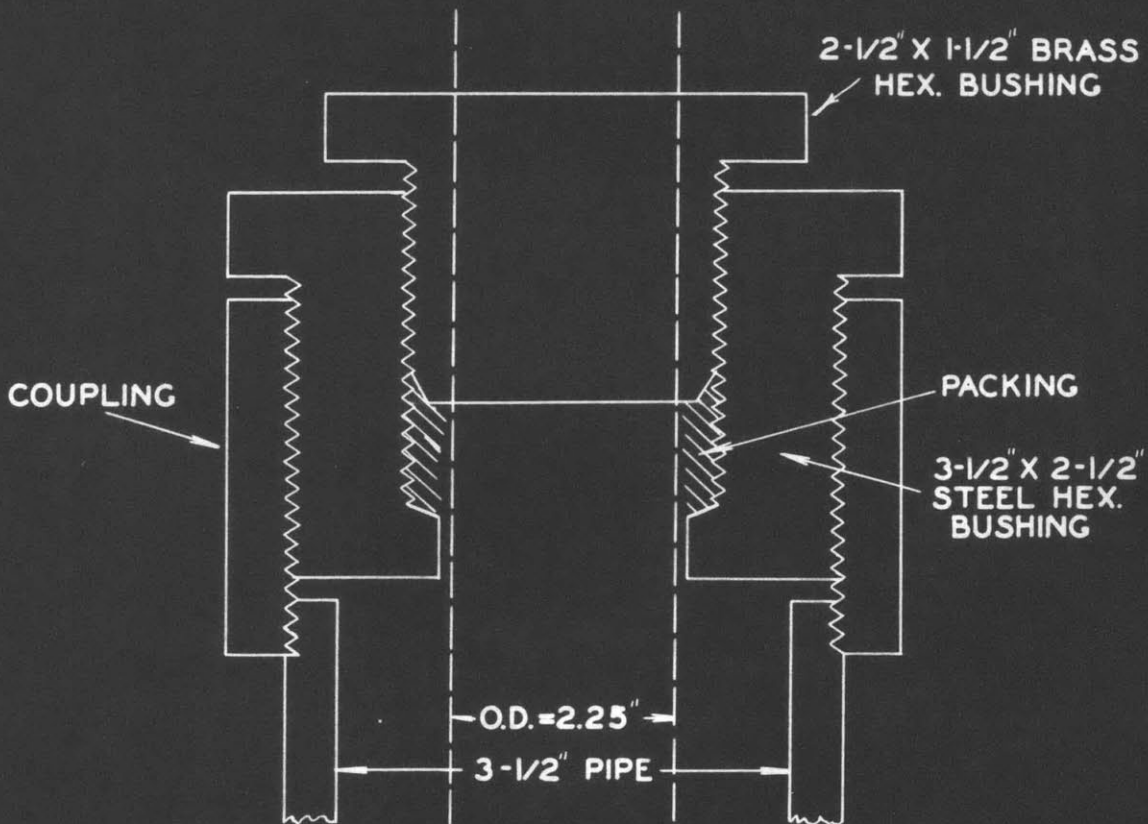 2-1/2" X 1-1/2" BRASS
HEX. BUSHING
COUPLING
PACKING
3-1/2" X 2-1/2"
STEEL HEX.
BUSHING
O.D.=2.25"
3-1/2" PIPE